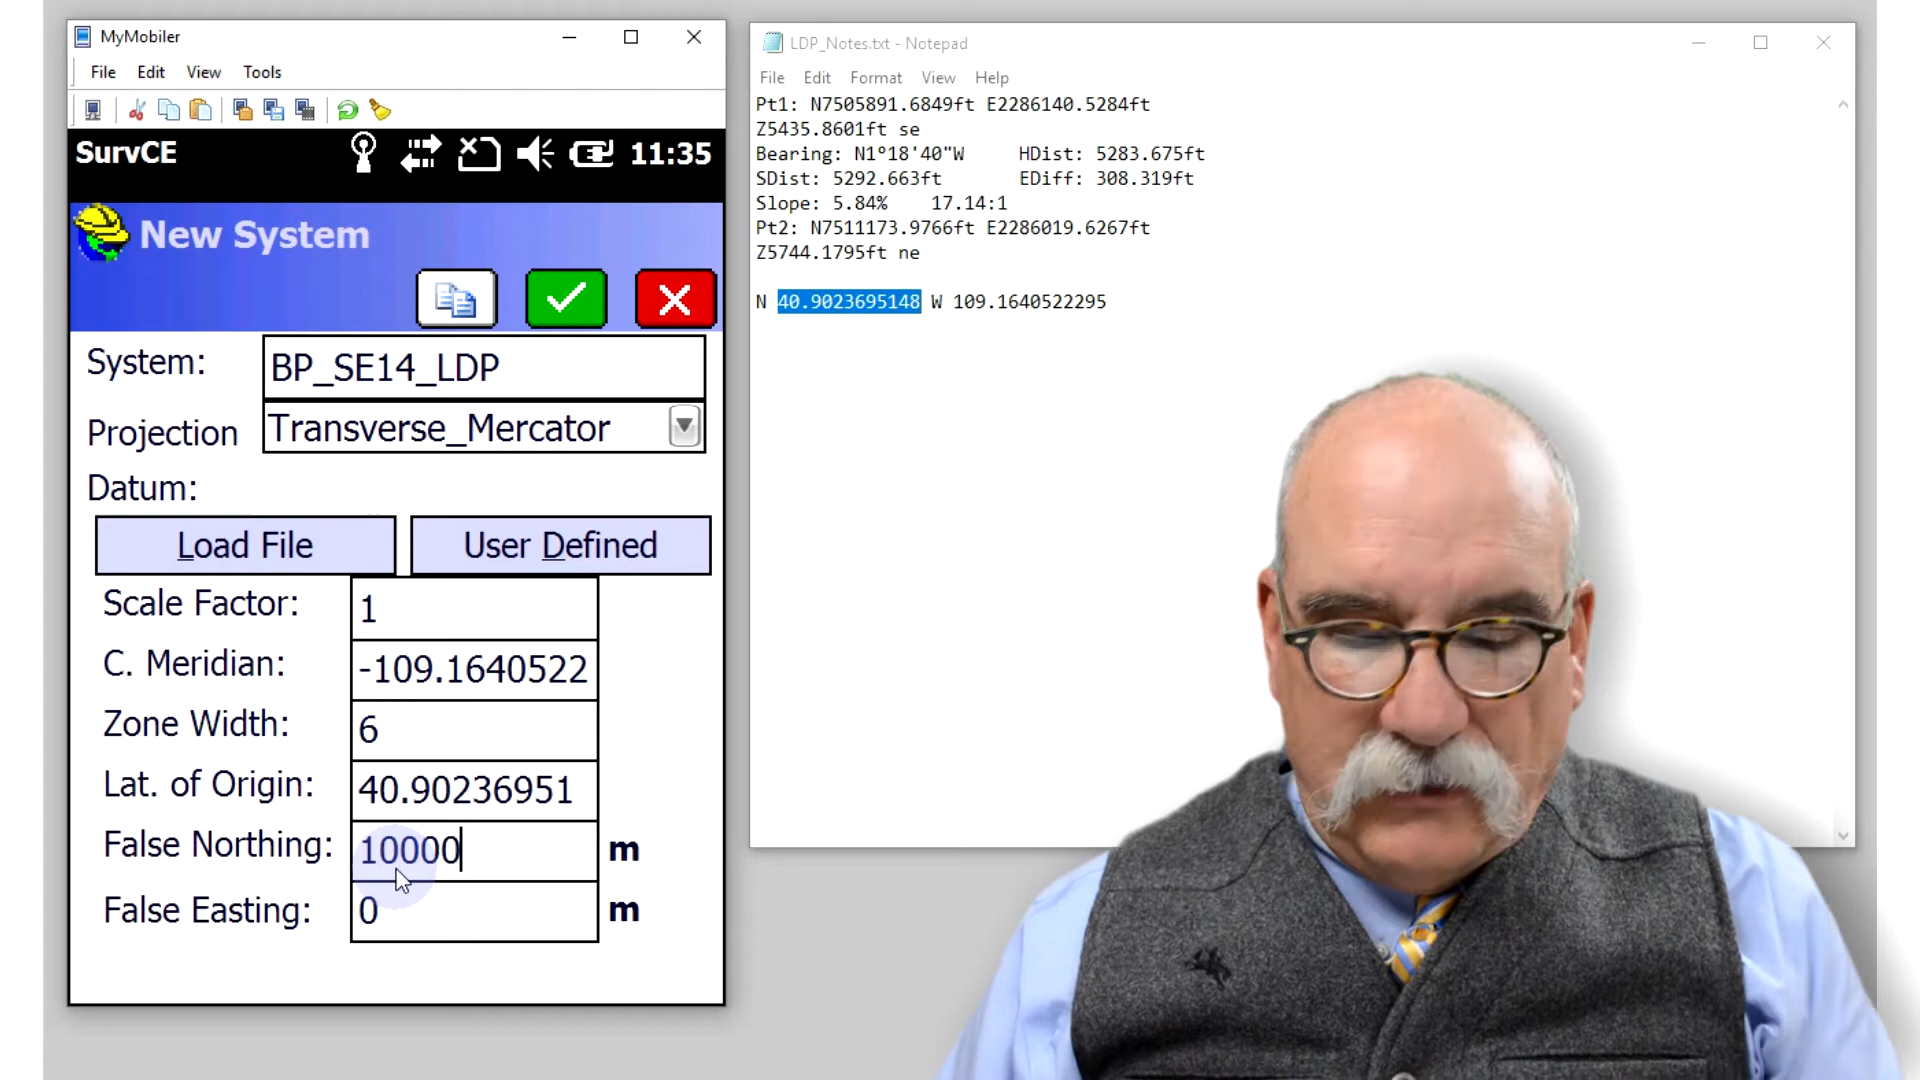 MyMobiler
File Edit View Tools
SurvCE 11:35
New System
System: BP_SE14_LDP
Projection Transverse_Mercator
Datum:
Load File User Defined
Scale Factor: 1
C. Meridian: -109.1640522
Zone Width: 6
Lat. of Origin: 40.90236951
False Northing: 10000 m
False Easting: 0 m
LDP_Notes.txt - Notepad
File Edit Format View Help
Pt1: N7505891.6849ft E2286140.5284ft
Z5435.8601ft se
Bearing: N1°18'40"W HDist: 5283.675ft
SDist: 5292.663ft EDiff: 308.319ft
Slope: 5.84% 17.14:1
Pt2: N7511173.9766ft E2286019.6267ft
Z5744.1795ft ne
N 40.9023695148 W 109.1640522295